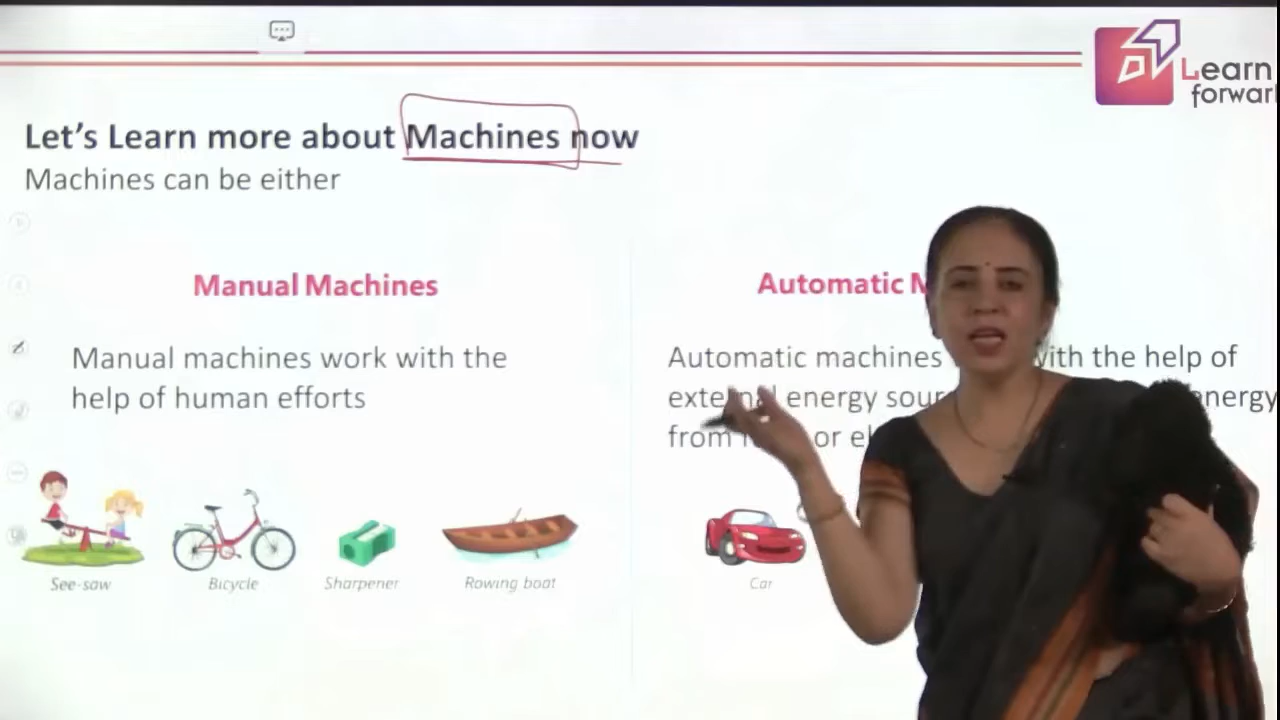 Learn
forwar
Let's Learn more about Machines now
Machines can be either
Manual Machines
Automatic M
Manual machines work with the
help of human efforts
Automatic machines with the help of
external energy sour energy
from or el
See-saw
Bicycle
Sharpener
Rowing boat
Car